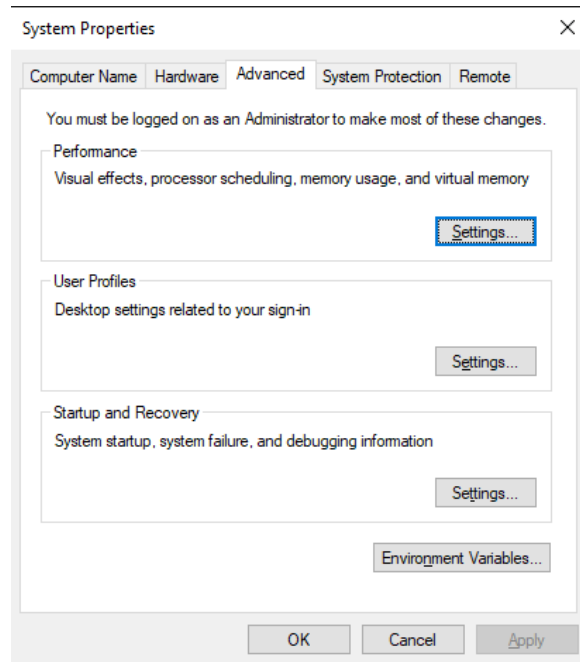 System Properties
Computer Name Hardware Advanced System Protection Remote
You must be logged on as an Administrator to make most of these changes.
Performance
Visual effects, processor scheduling, memory usage, and virtual memory
Settings...
User Profiles
Desktop settings related to your sign-in
Settings...
Startup and Recovery
System startup, system failure, and debugging information
Settings...
Environment Variables...
OK Cancel Apply